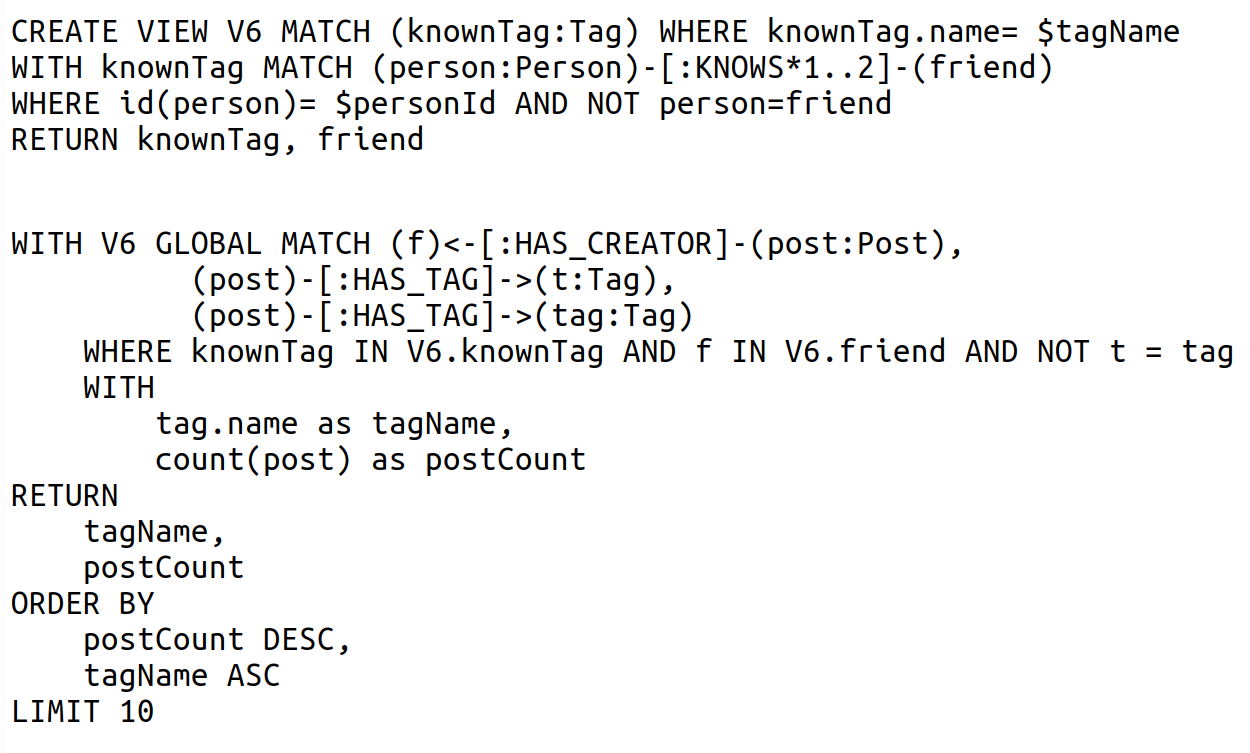 CREATE VIEW V6 MATCH (knownTag:Tag) WHERE knownTag.name= $tagName
WITH knownTag MATCH (person:Person)-[:KNOWS*1..2]-(friend)
WHERE id(person)= $personId AND NOT person=friend
RETURN knownTag, friend
WITH V6 GLOBAL MATCH (f)<-[:HAS_CREATOR]-(post:Post),
(post)-[:HAS_TAG]->(t:Tag),
(post)-[:HAS_TAG]->(tag:Tag)
WHERE knownTag IN V6.knownTag AND f IN V6.friend AND NOT t = tag
WITH
tag.name as tagName,
count(post) as postCount
RETURN
tagName,
postCount
ORDER BY
postCount DESC,
tagName ASC
LIMIT 10